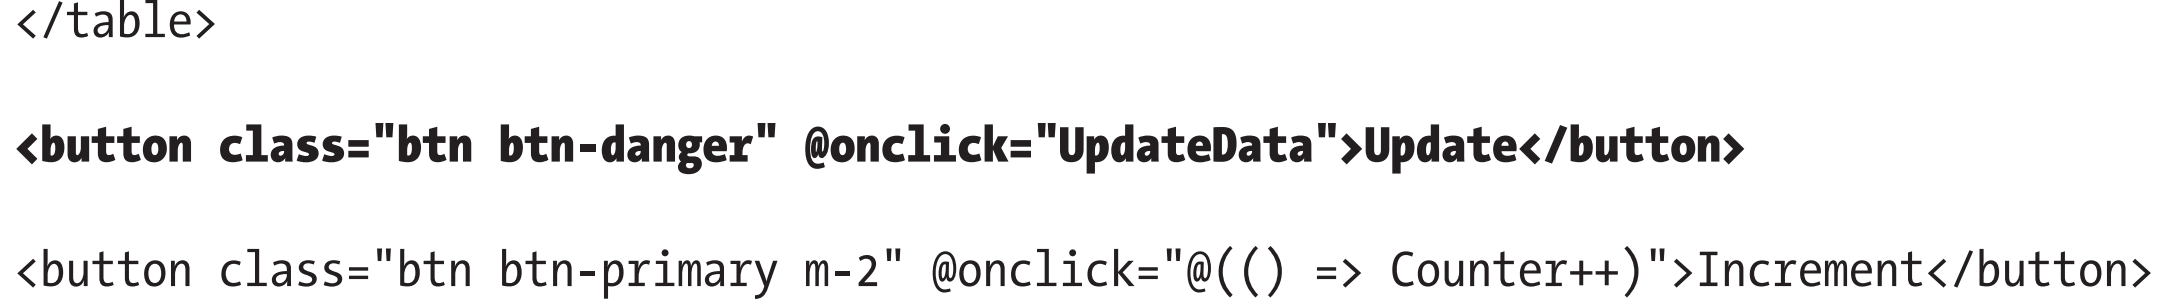 </table>
<button class="btn btn-danger" @onclick="UpdateData">Update</button>
<button class="btn btn-primary m-2" @onclick="@(() => Counter++)">Increment</button>